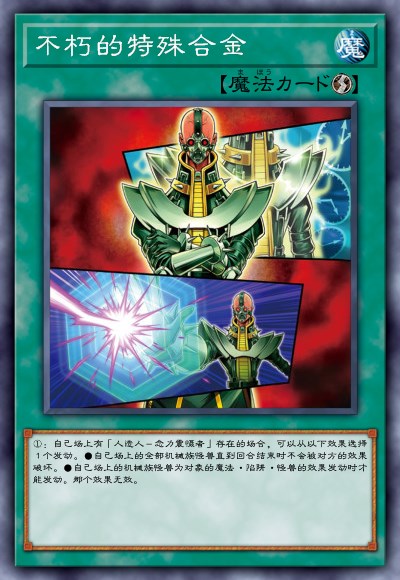 不朽的特殊合金
魔
【魔法カード】
まほう
①：自己场上有「人造人－念力震慑者」存在的场合，可以从以下效果选择
1个发动。●自己场上的全部机械族怪兽直到回合结束时不会被对方的效果
破坏。●自己场上的机械族怪兽为对象的魔法·陷阱·怪兽的效果发动时才
能发动。那个效果无效。